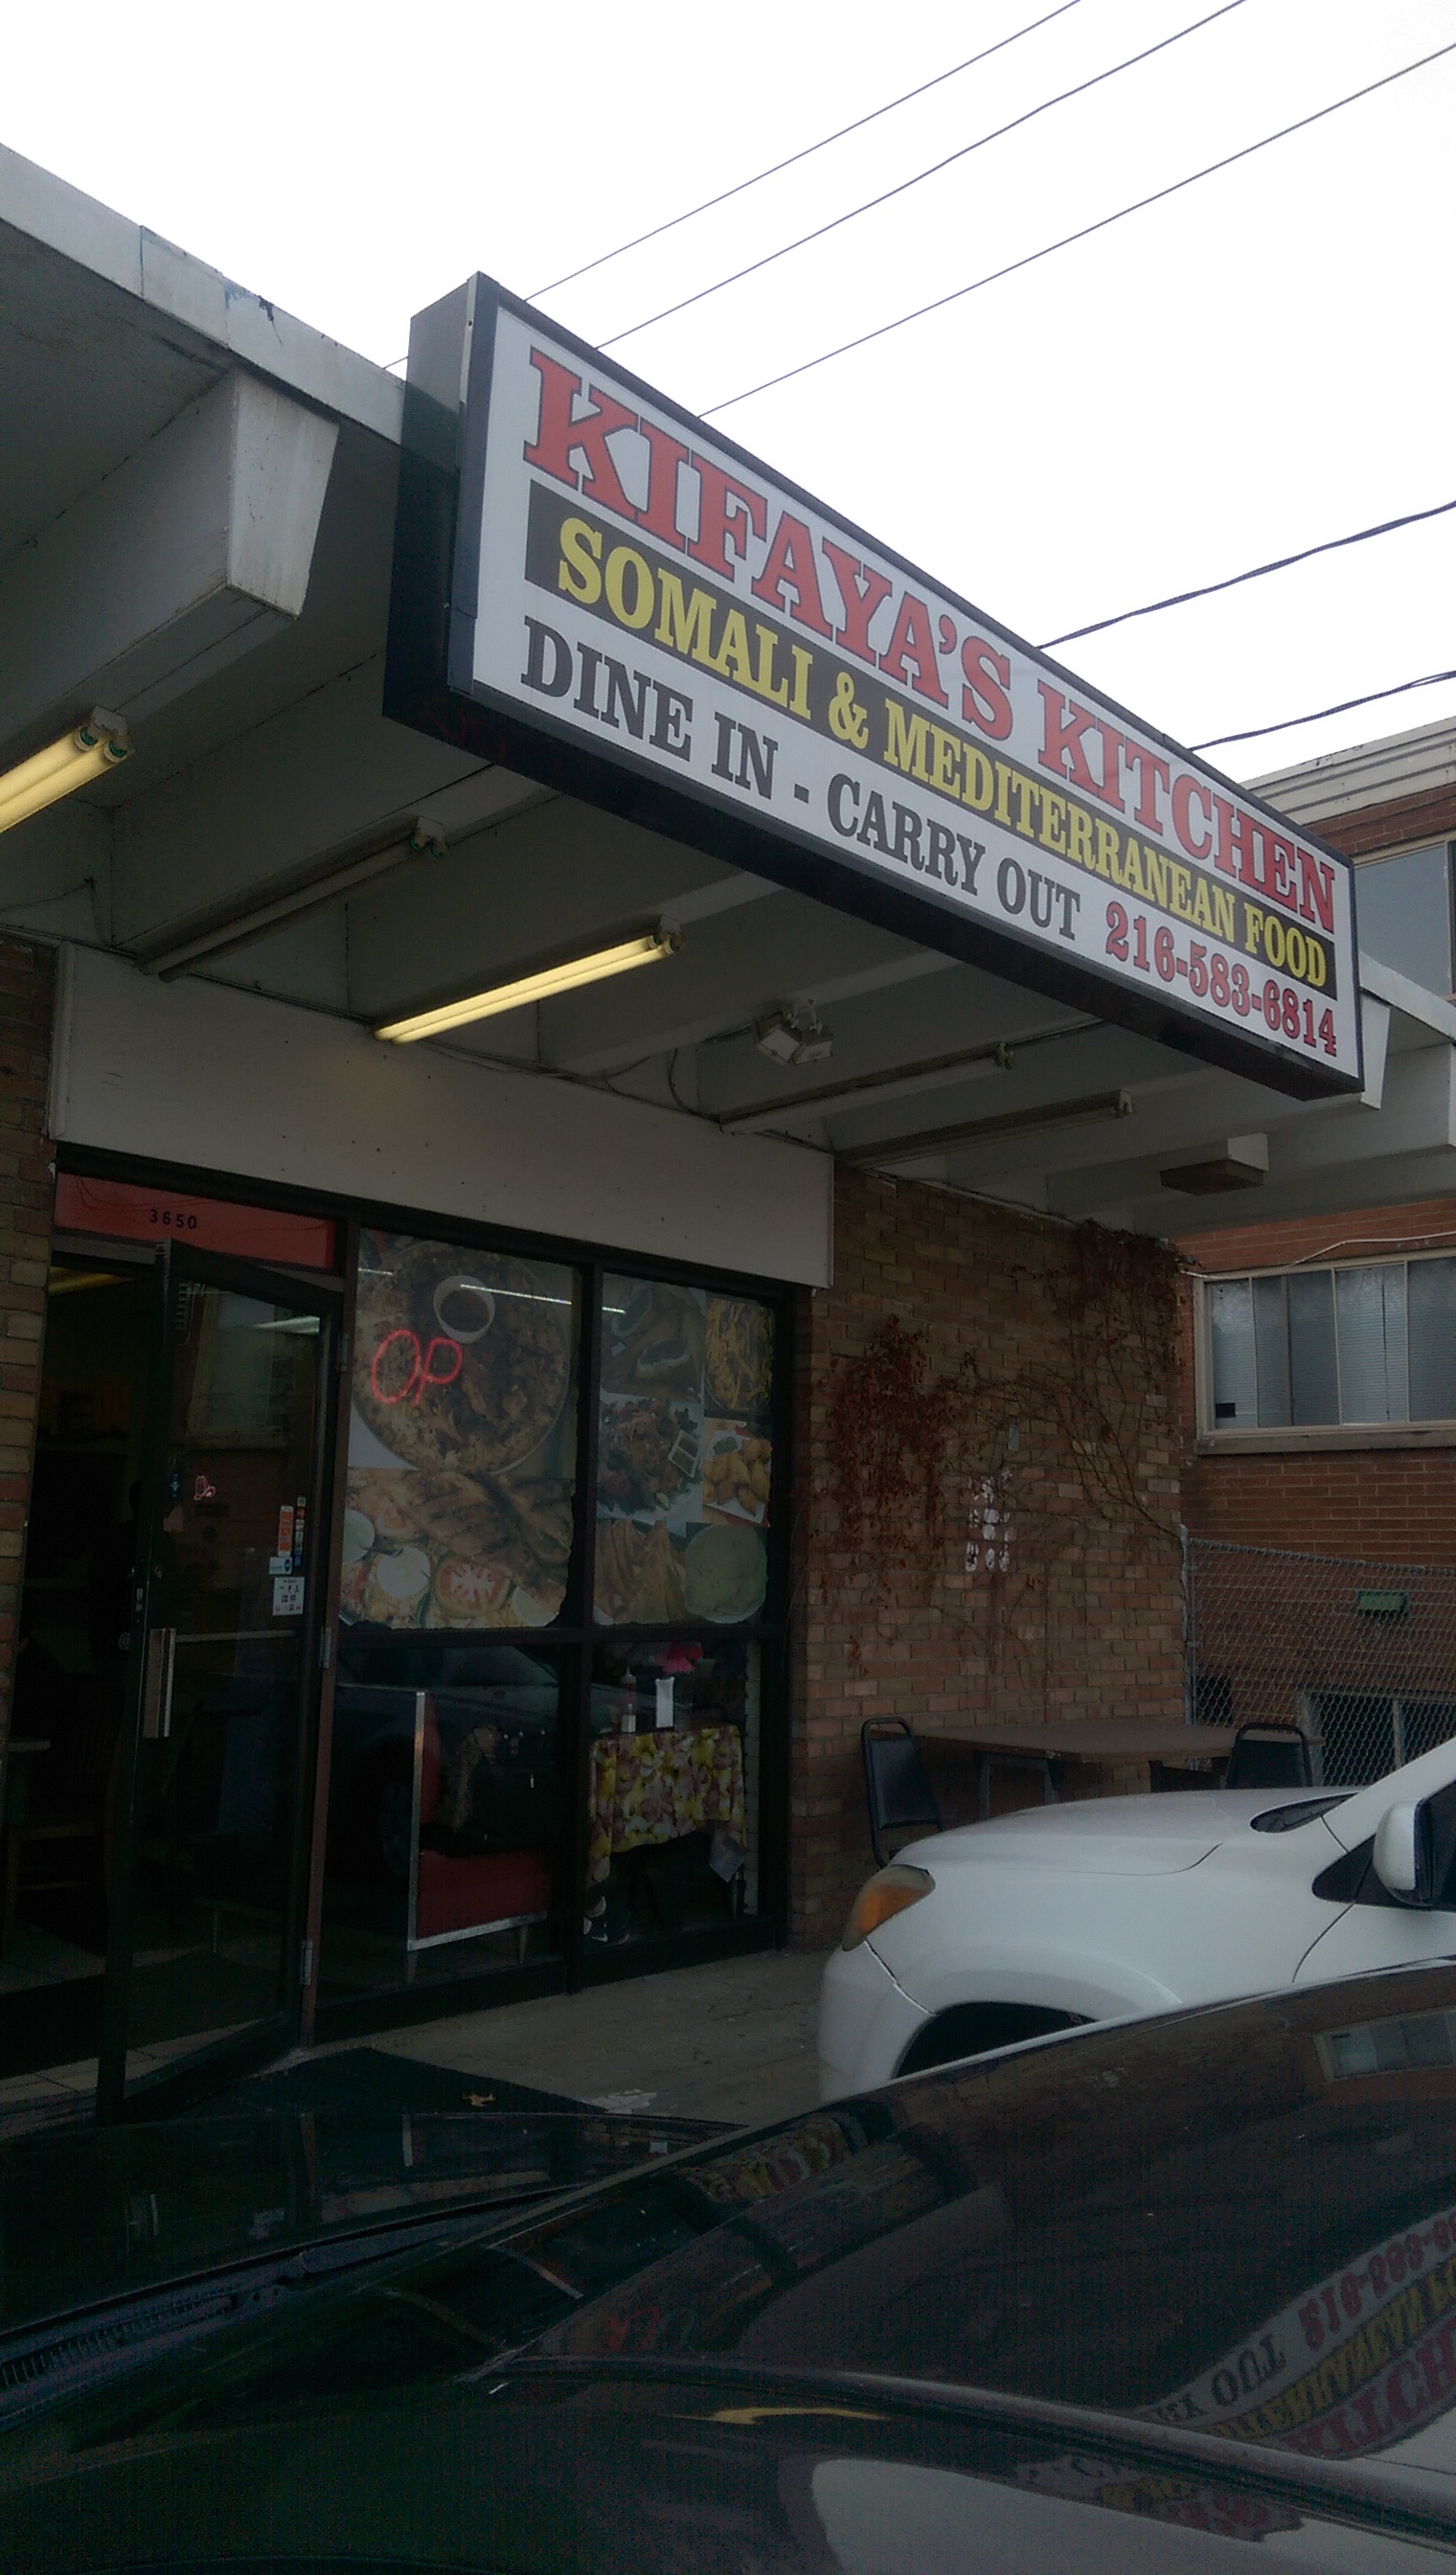 KIFAYA'S KITCHEN
SOMALI & MEDITERRANEAN FOOD
DINE IN - CARRY OUT 216-583-6814
3650
OP